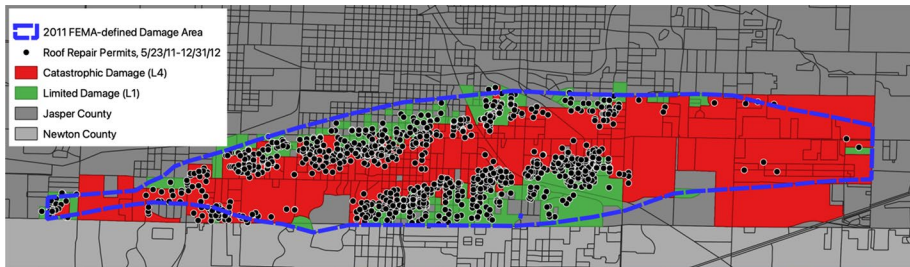 2011 FEMA-defined Damage Area
Roof Repair Permits, 5/23/11-12/31/12
Catastrophic Damage (L4)
Limited Damage (L1)
Jasper County
Newton County